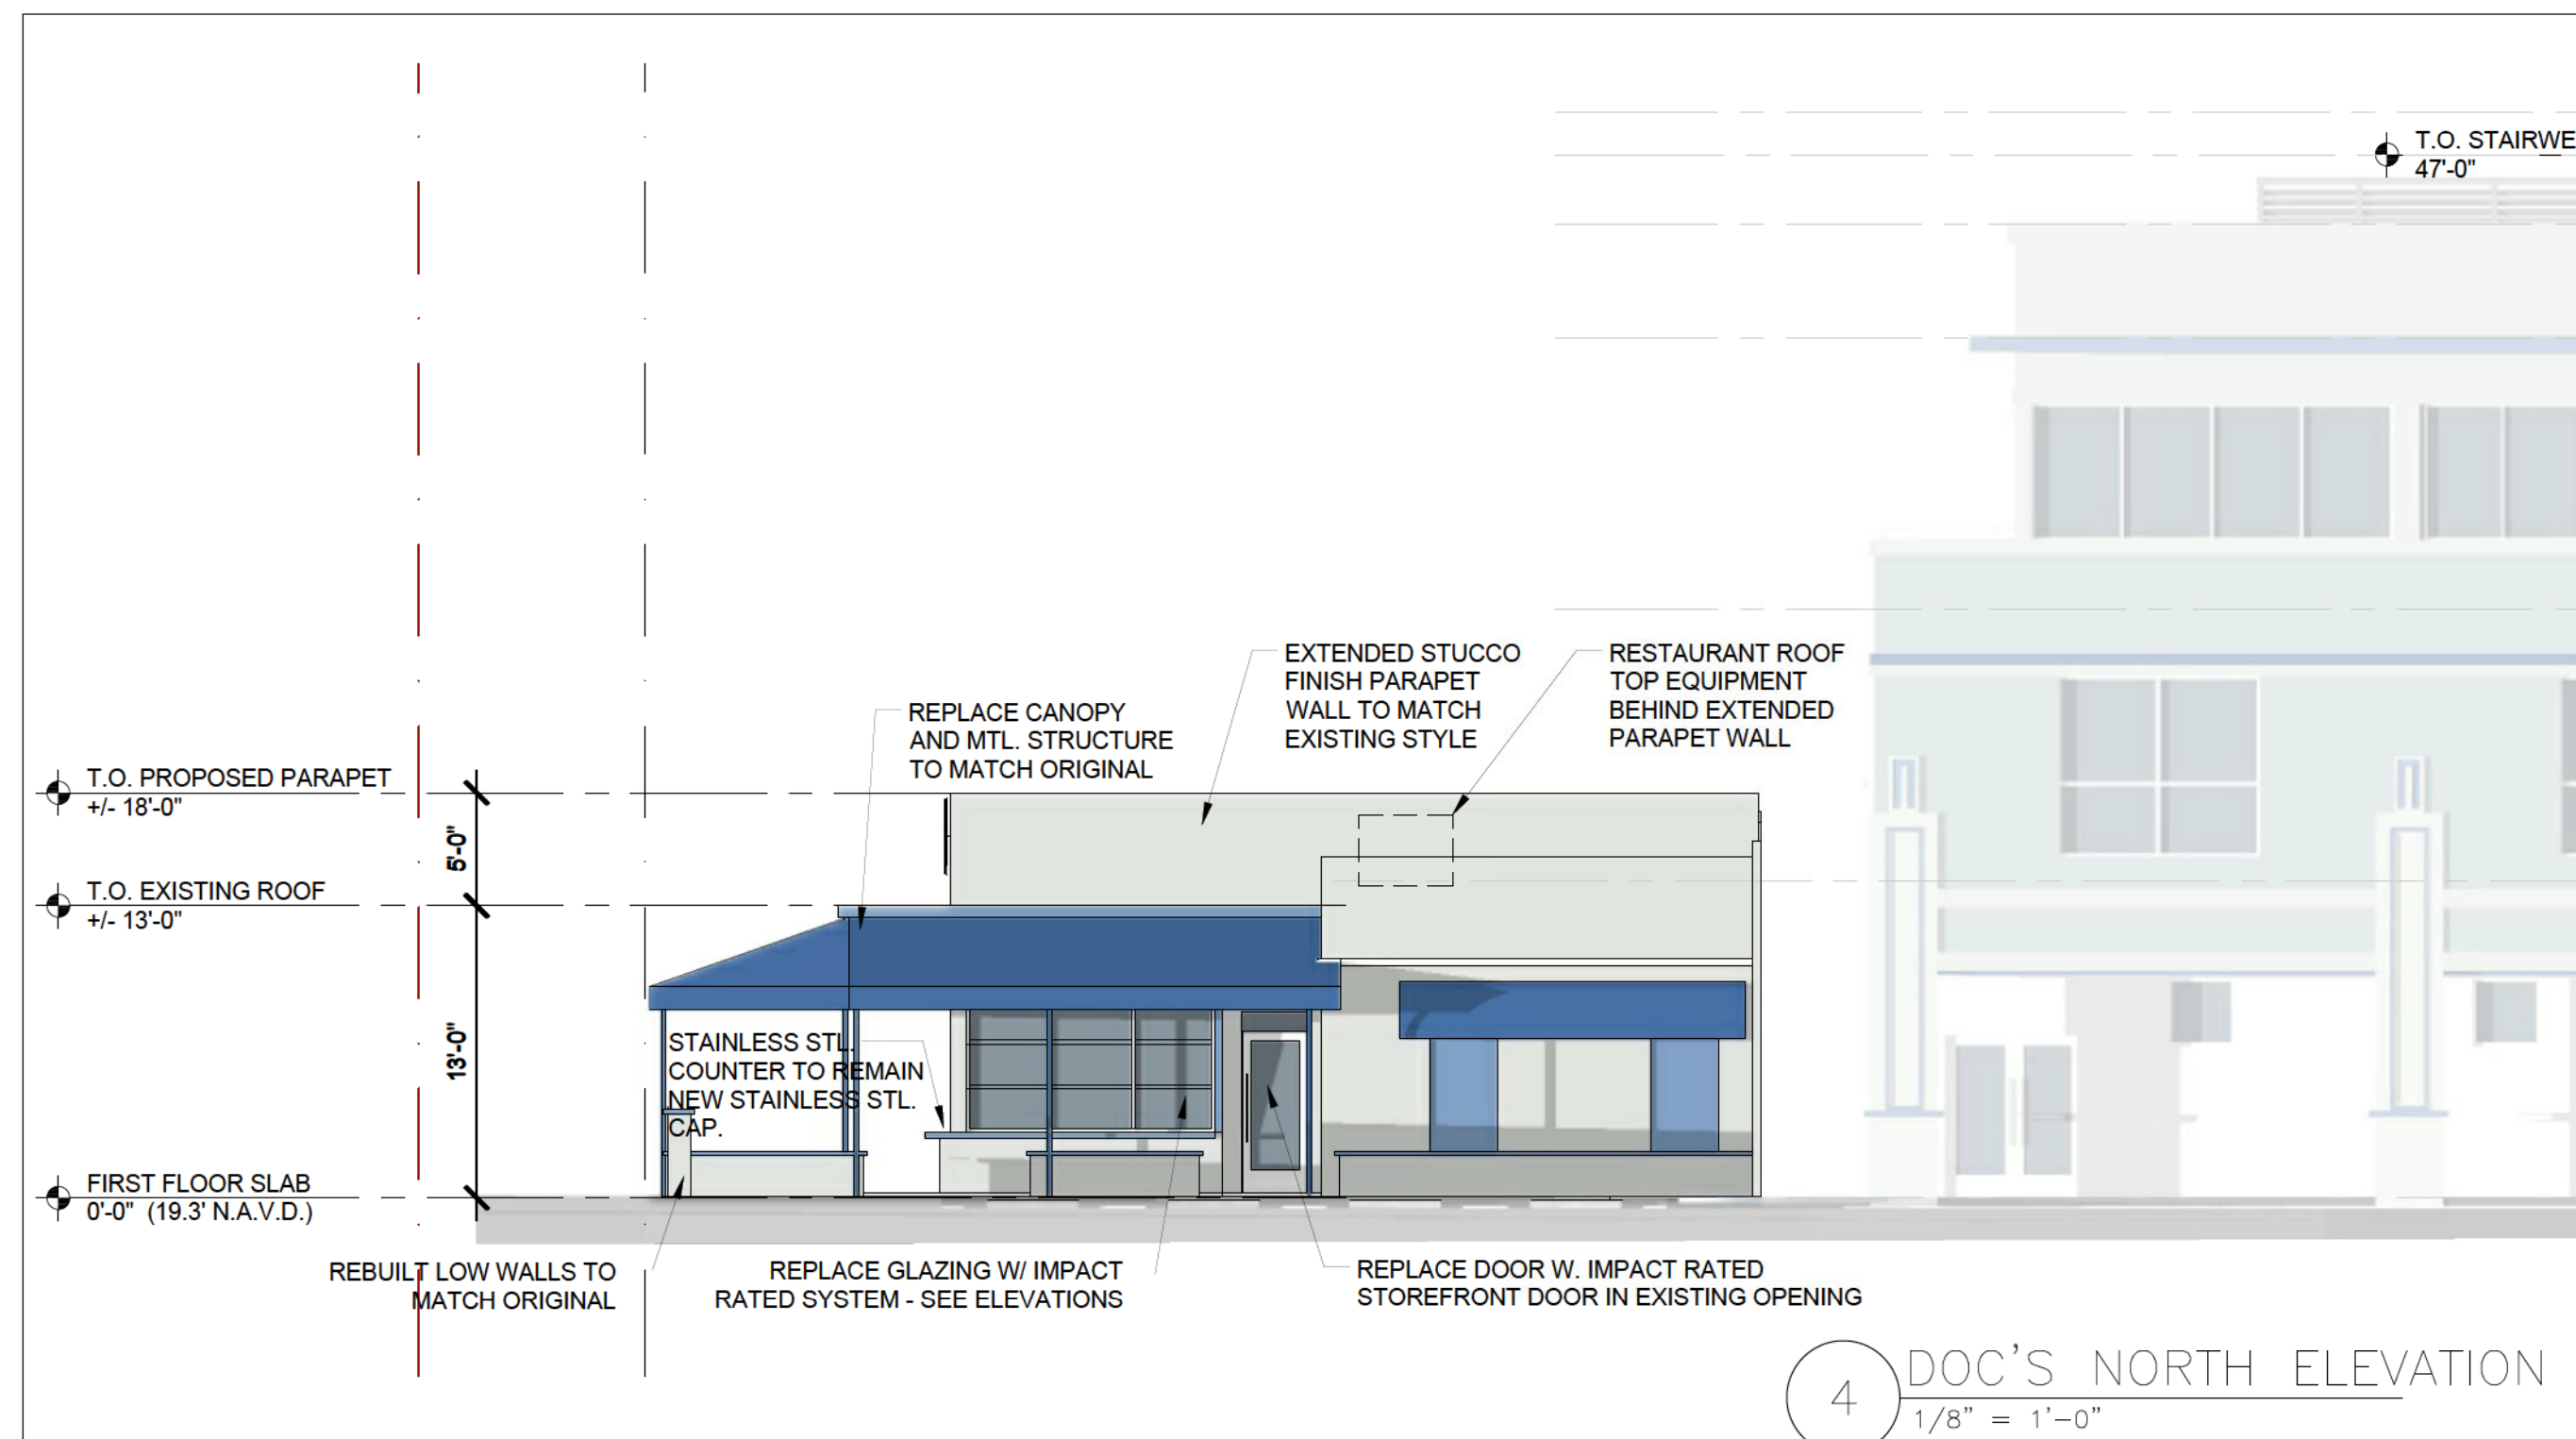 T.O. STAIRWE
47'-0"
EXTENDED STUCCO
FINISH PARAPET
WALL TO MATCH
EXISTING STYLE
RESTAURANT ROOF
TOP EQUIPMENT
BEHIND EXTENDED
PARAPET WALL
REPLACE CANOPY
AND MTL. STRUCTURE
TO MATCH ORIGINAL
T.O. PROPOSED PARAPET
+/- 18'-0"
5'-0"
T.O. EXISTING ROOF
+/- 13'-0"
13'-0"
STAINLESS STL.
COUNTER TO REMAIN
NEW STAINLESS STL.
CAP.
FIRST FLOOR SLAB
0'-0" (19.3' N.A.V.D.)
REBUILT LOW WALLS TO
MATCH ORIGINAL
REPLACE GLAZING W/ IMPACT
RATED SYSTEM - SEE ELEVATIONS
REPLACE DOOR W. IMPACT RATED
STOREFRONT DOOR IN EXISTING OPENING
4
DOC'S NORTH ELEVATION
1/8" = 1'-0"